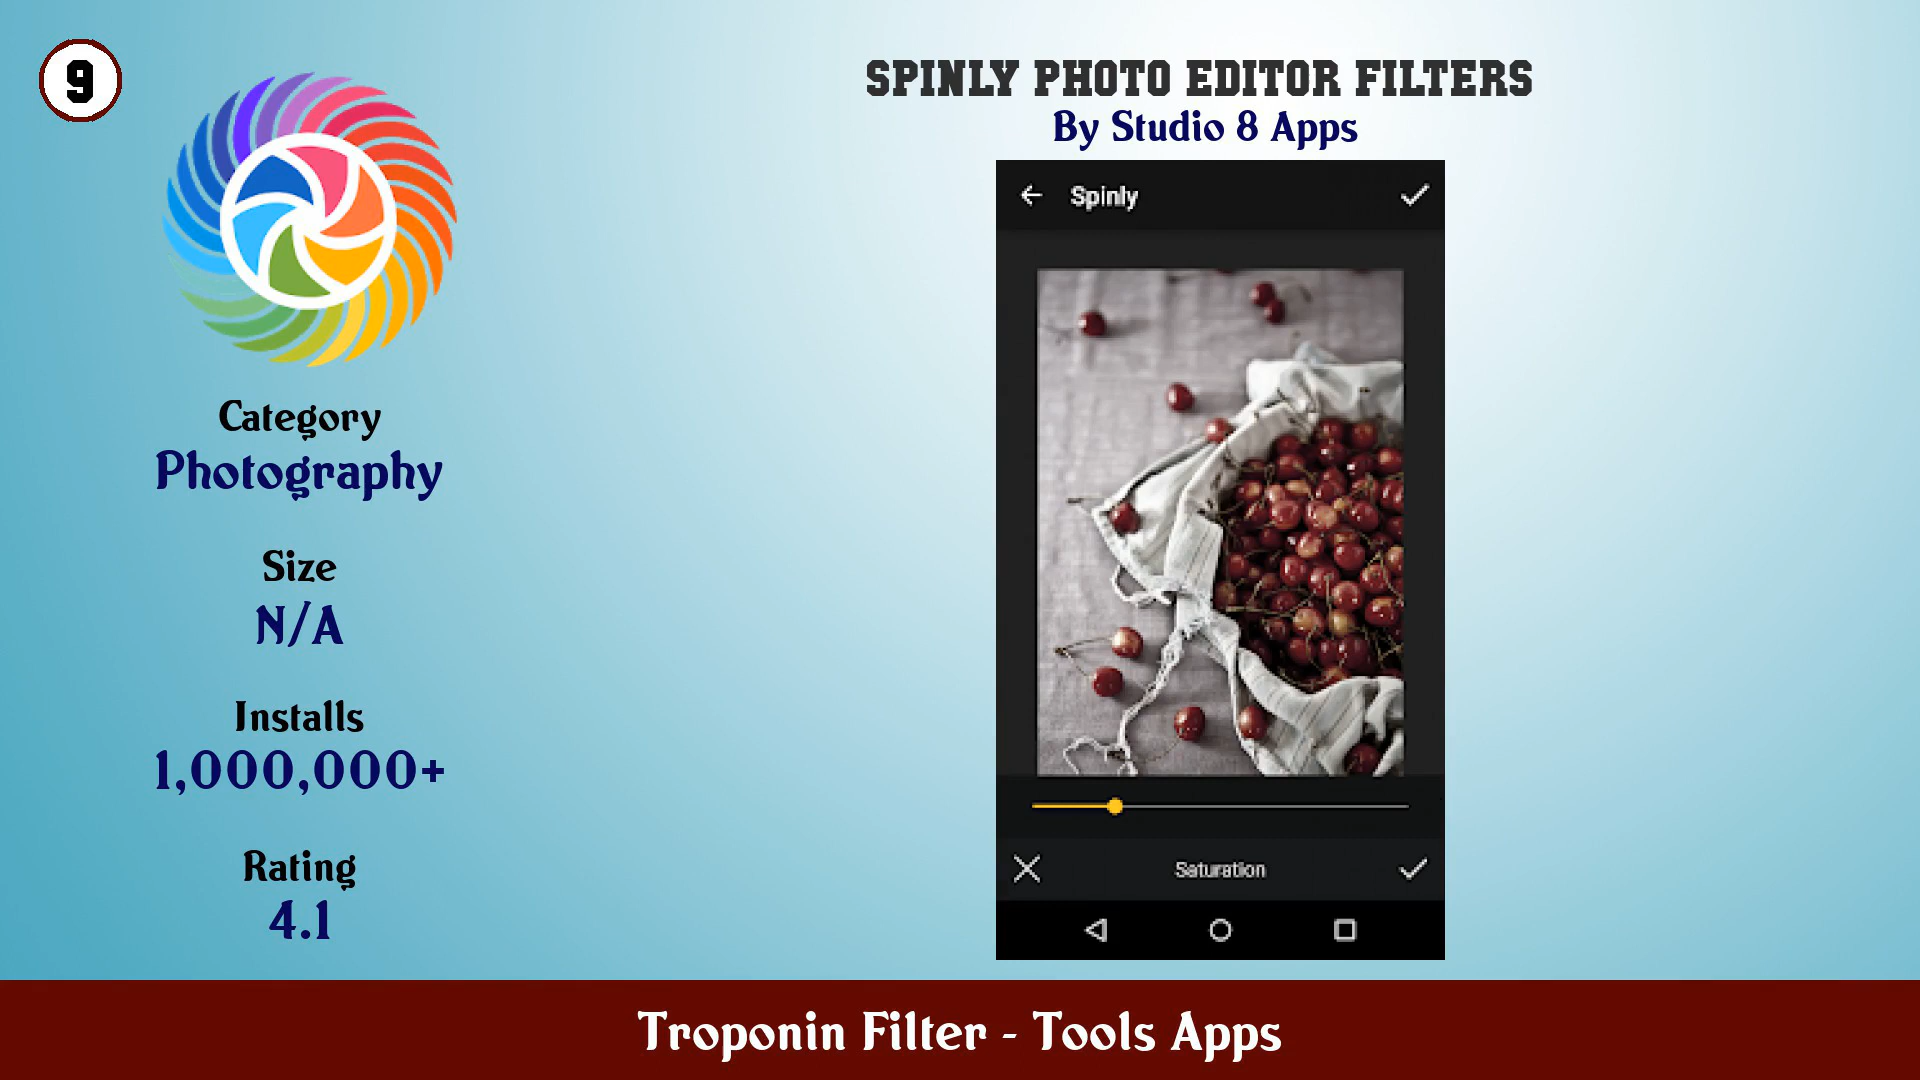 9
SPINLY PHOTO EDITOR FILTERS
By Studio 8 Apps
Spinly
Category
Photography
Size
N/A
Installs
1,000,000+
Rating
4.1
Saturation
Troponin Filter - Tools Apps